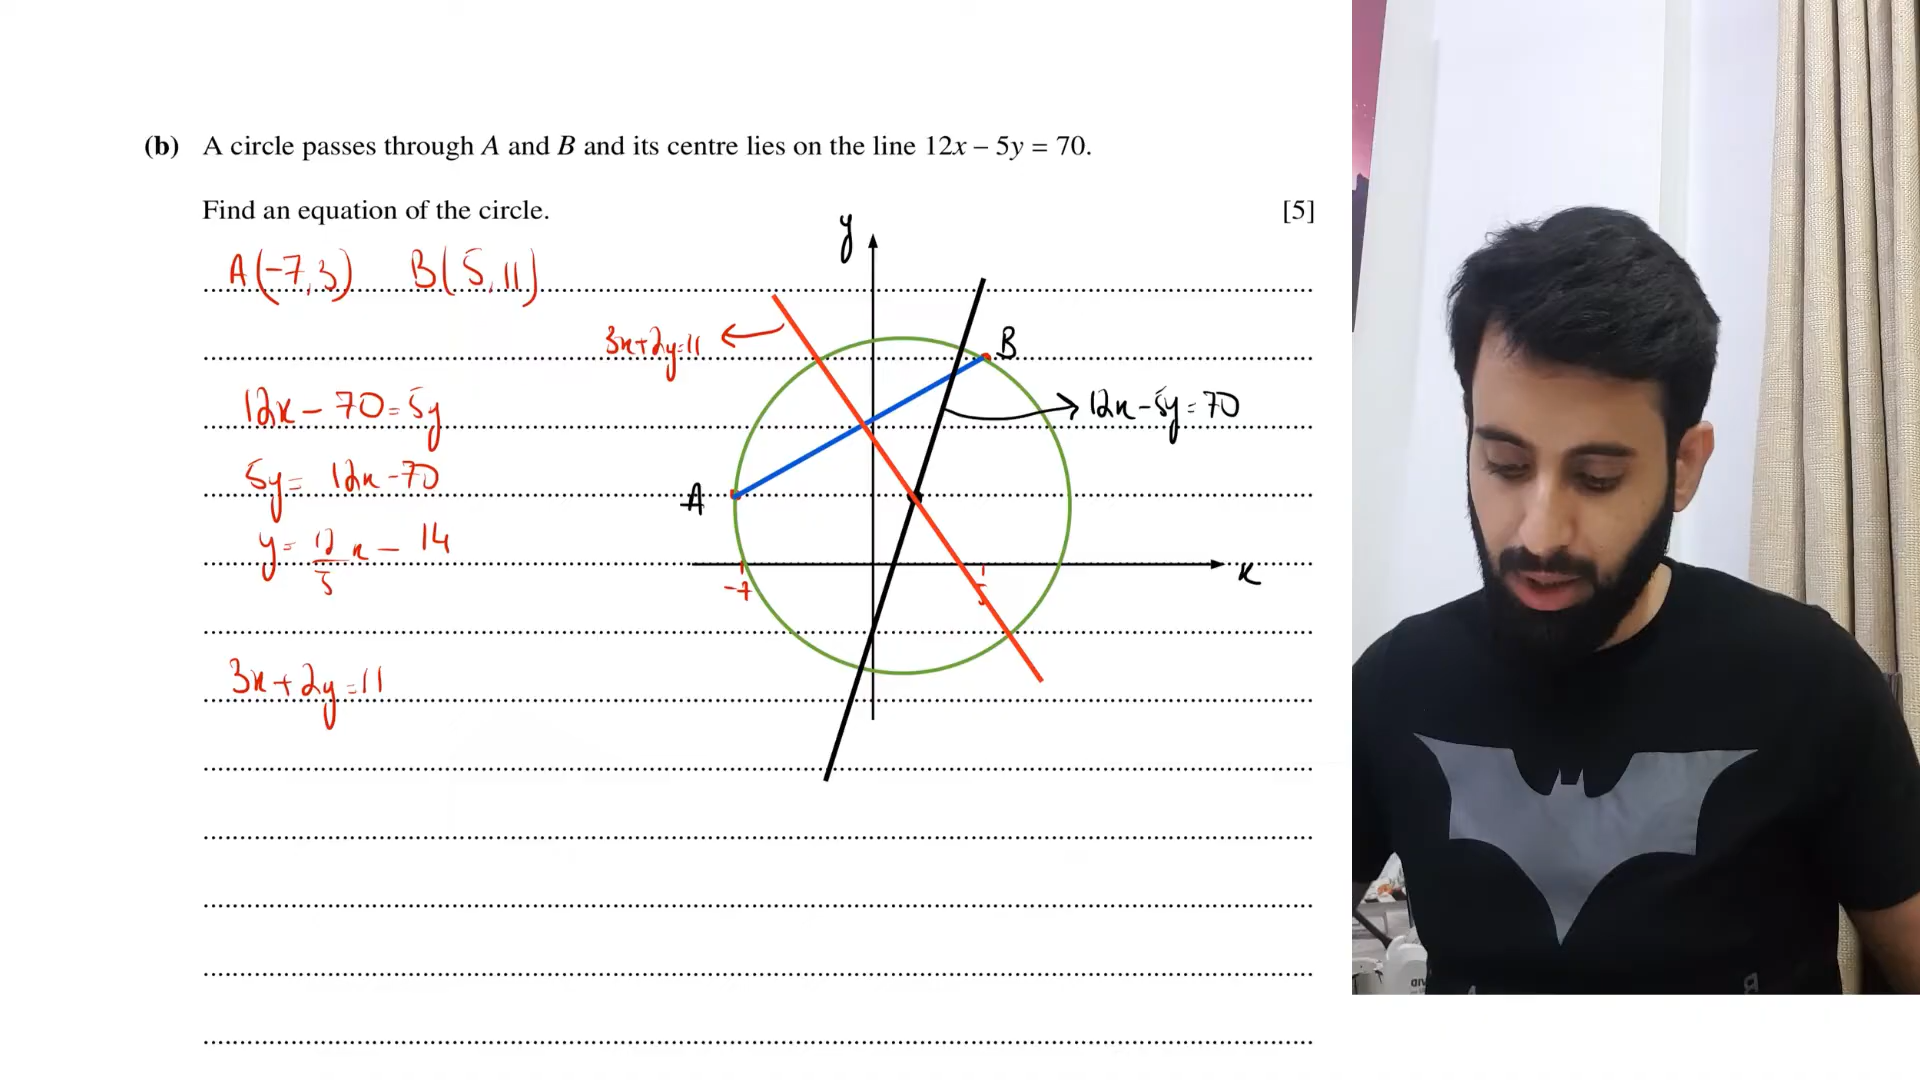 (b) A circle passes through A and B and its centre lies on the line 12x – 5y = 70.
Find an equation of the circle. [5]
y
A(-7,3) B(5,11)
3x+2y=11
B
12x - 70 = 5y
12x - 5y = 70
5y = 12x - 70
A
y = 12/5 x - 14
x
-7 5
3x + 2y = 11